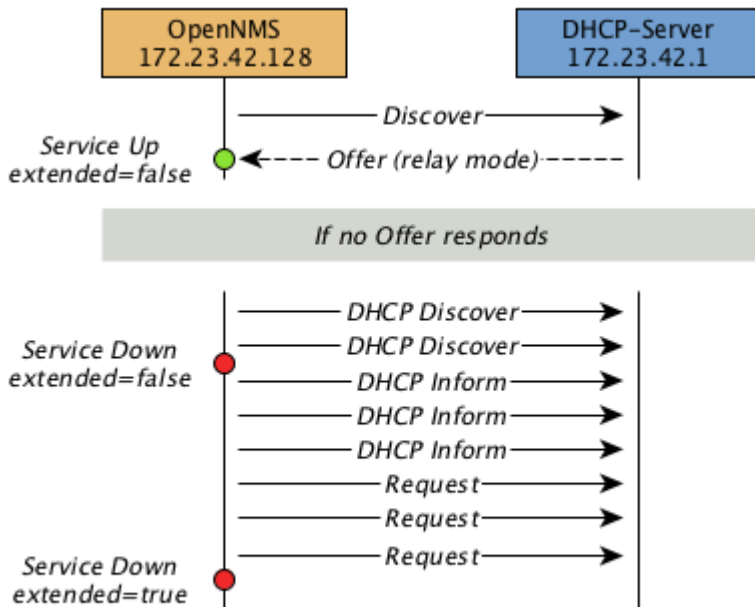 OpenNMS
172.23.42.128
DHCP-Server
172.23.42.1
Discover
Service Up
extended=false
Offer (relay mode)
If no Offer responds
DHCP Discover
DHCP Discover
Service Down
extended=false
DHCP Inform
DHCP Inform
DHCP Inform
Request
Request
Request
Service Down
extended=true